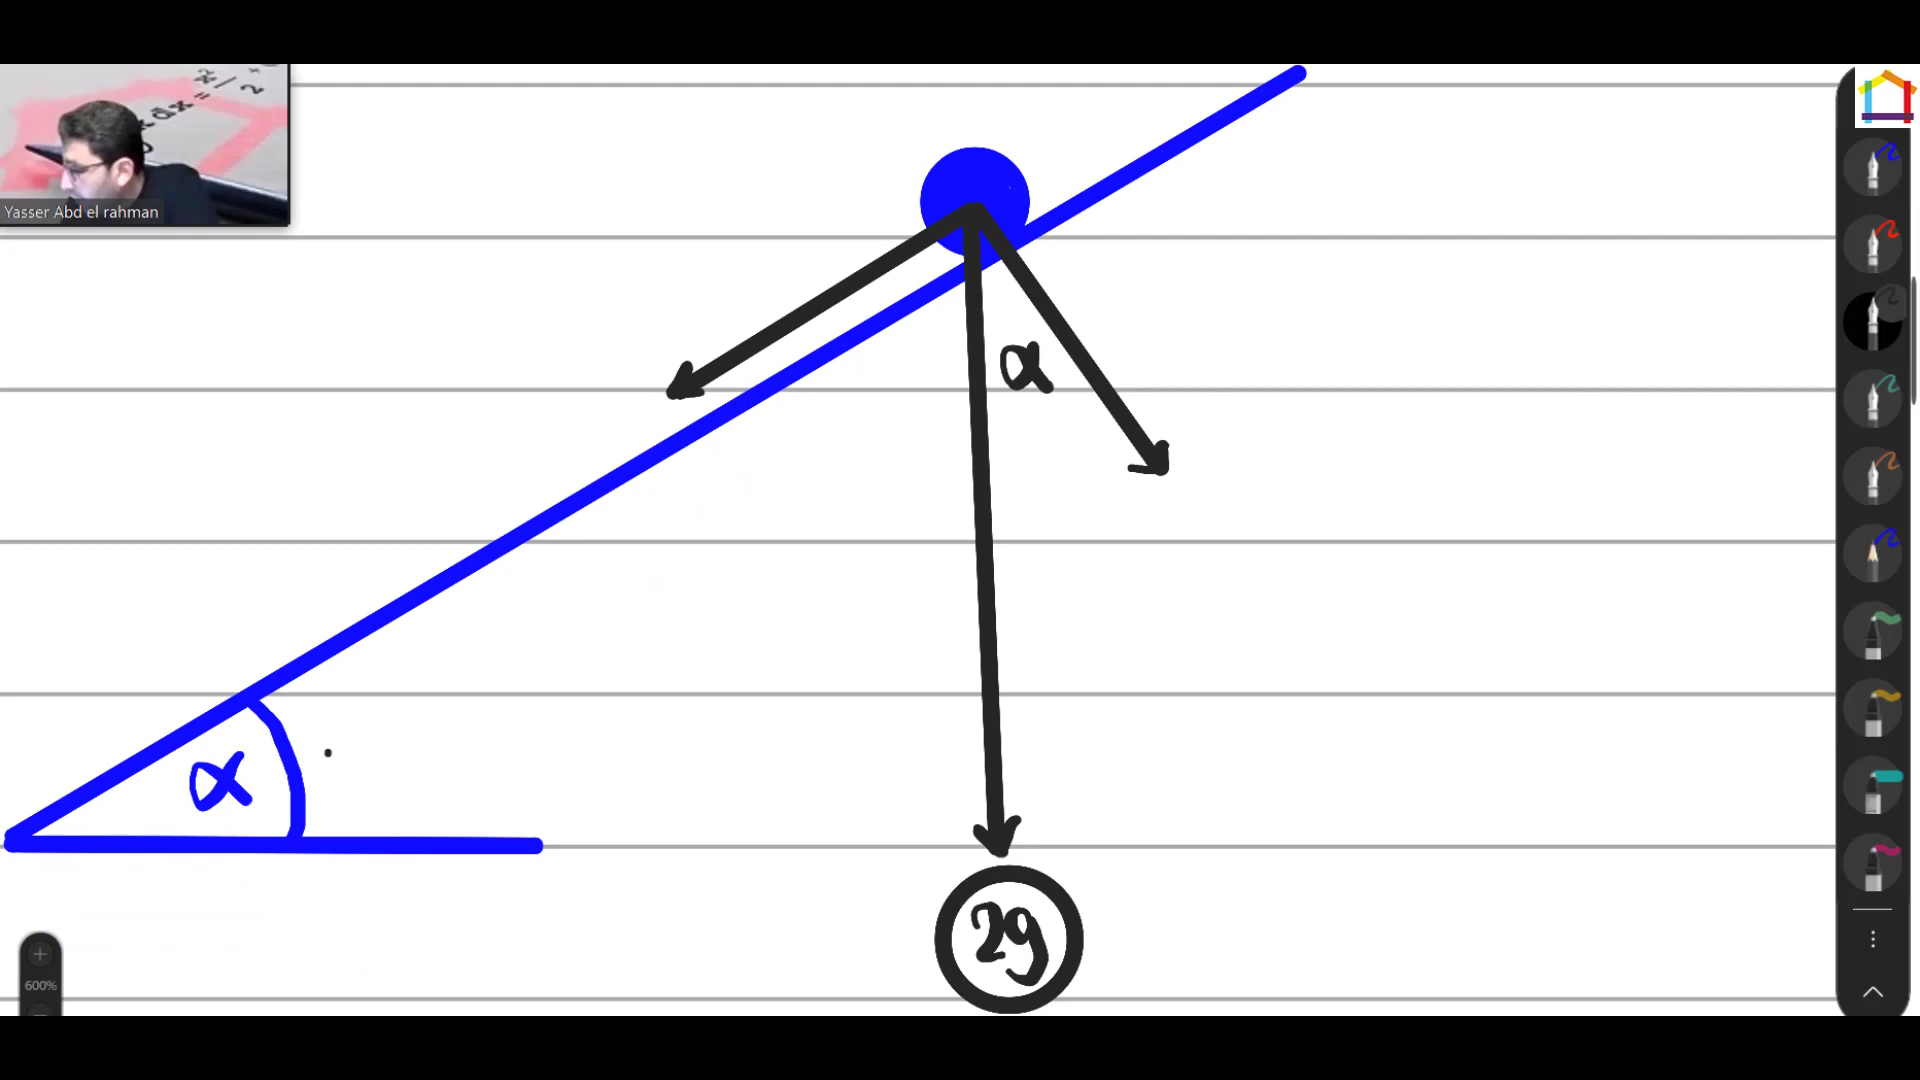 Yasser Abd el rahman
α
α
2g
600%